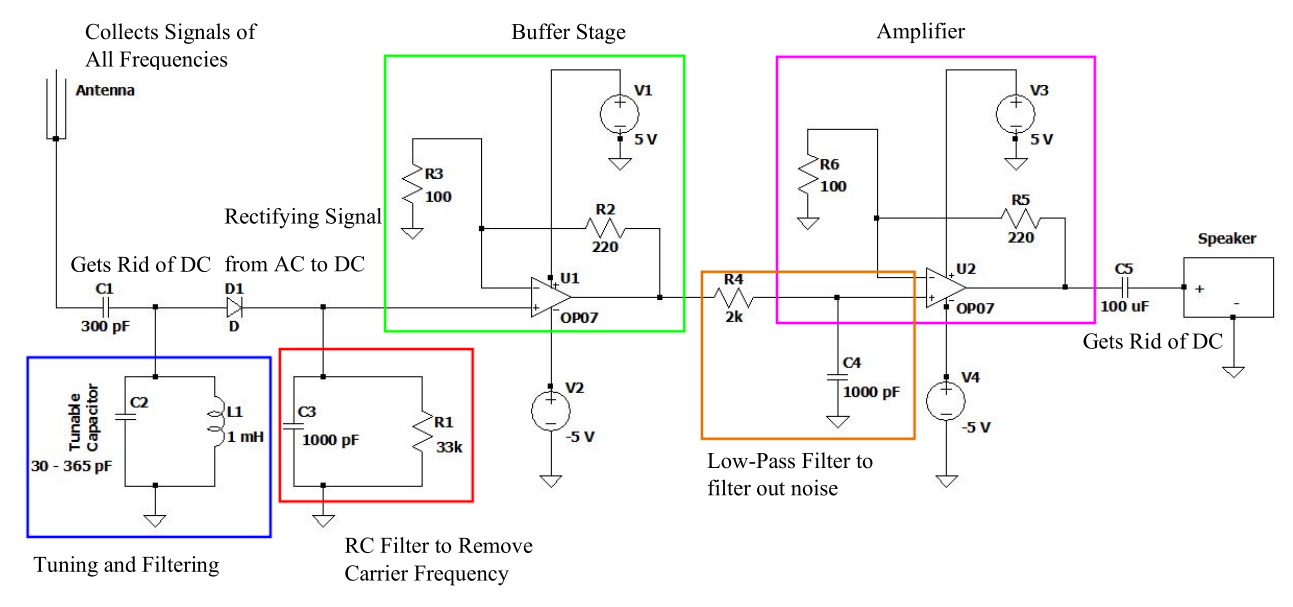 Collects Signals of
All Frequencies
Buffer Stage
Amplifier
Antenna
V1
5 V
V3
5 V
R3
100
R6
100
Rectifying Signal
from AC to DC
R2
220
R5
220
Gets Rid of DC
C1
300 pF
D1
D
U1
+
-
+
-
OP07
R4
2k
U2
+
-
+
-
OP07
C5
100 uF
Speaker
+
-
Gets Rid of DC
Tunable
Capacitor
C2
30 - 365 pF
L1
1 mH
C3
1000 pF
R1
33k
V2
-5 V
C4
1000 pF
V4
-5 V
Low-Pass Filter to
filter out noise
Tuning and Filtering
RC Filter to Remove
Carrier Frequency